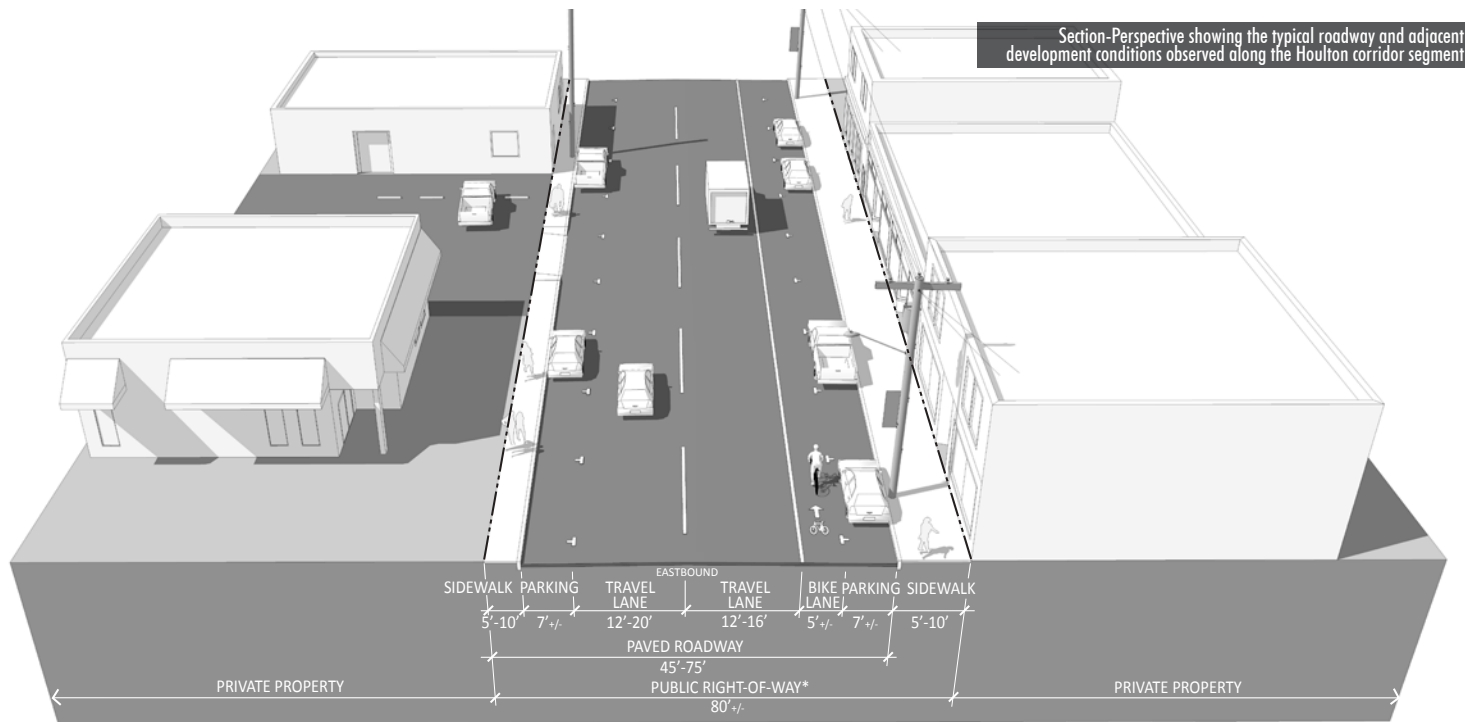 Section-Perspective showing the typical roadway and adjacent
development conditions observed along the Houlton corridor segment
EASTBOUND
SIDEWALK PARKING TRAVEL LANE TRAVEL LANE BIKE LANE PARKING SIDEWALK
5'-10' 7'+/- 12'-20' 12'-16' 5'+/- 7'+/- 5'-10'
PAVED ROADWAY
45'-75'
PRIVATE PROPERTY PUBLIC RIGHT-OF-WAY* PRIVATE PROPERTY
80'+/-